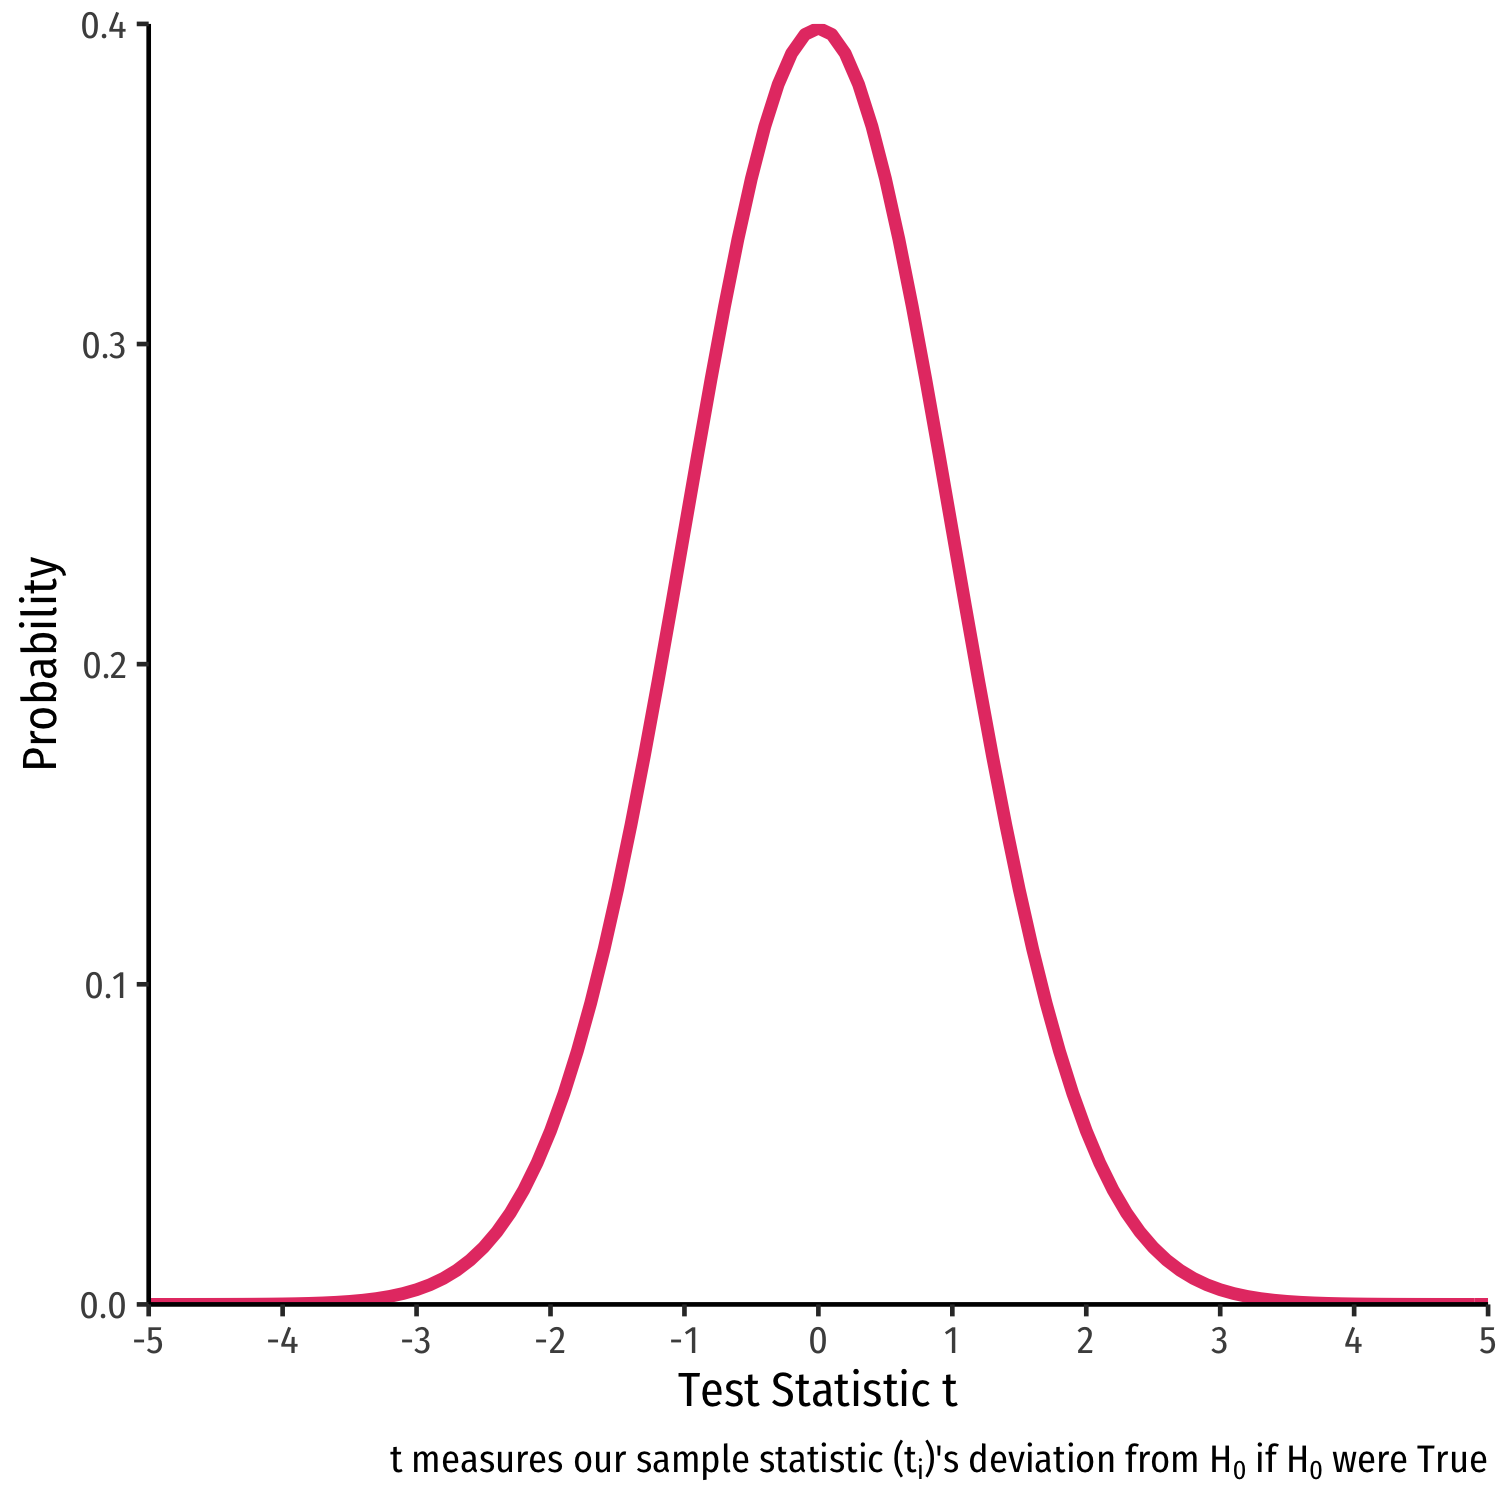 0.4
0.3
0.2
0.1
0.0
Probability
-5 -4 -3 -2 -1 0 1 2 3 4 5
Test Statistic t
t measures our sample statistic (tᵢ)'s deviation from H₀ if H₀ were True